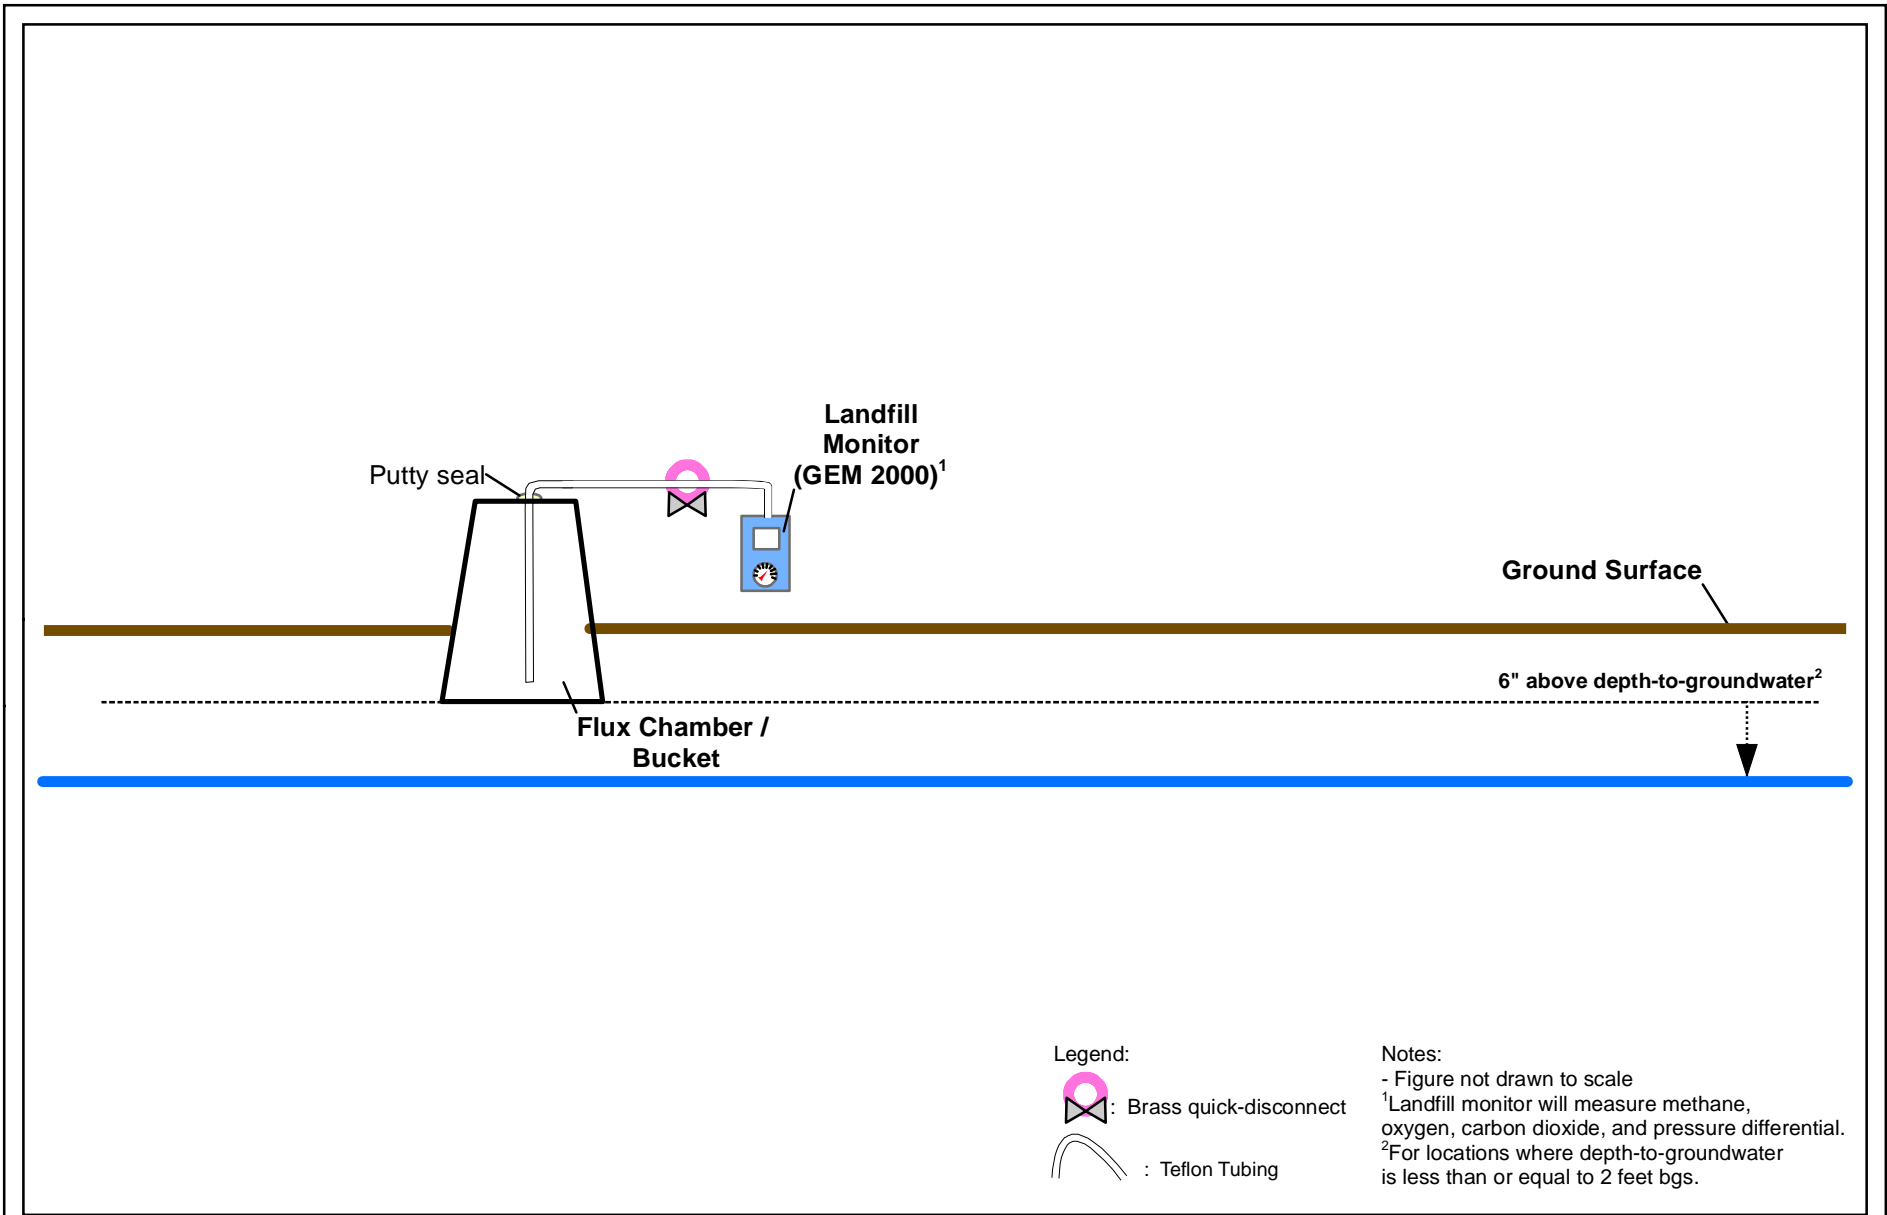 Landfill
Monitor
(GEM 2000)¹
Putty seal
Ground Surface
6" above depth-to-groundwater²
Flux Chamber /
Bucket
Legend:
: Brass quick-disconnect
: Teflon Tubing
Notes:
- Figure not drawn to scale
¹Landfill monitor will measure methane,
oxygen, carbon dioxide, and pressure differential.
²For locations where depth-to-groundwater
is less than or equal to 2 feet bgs.